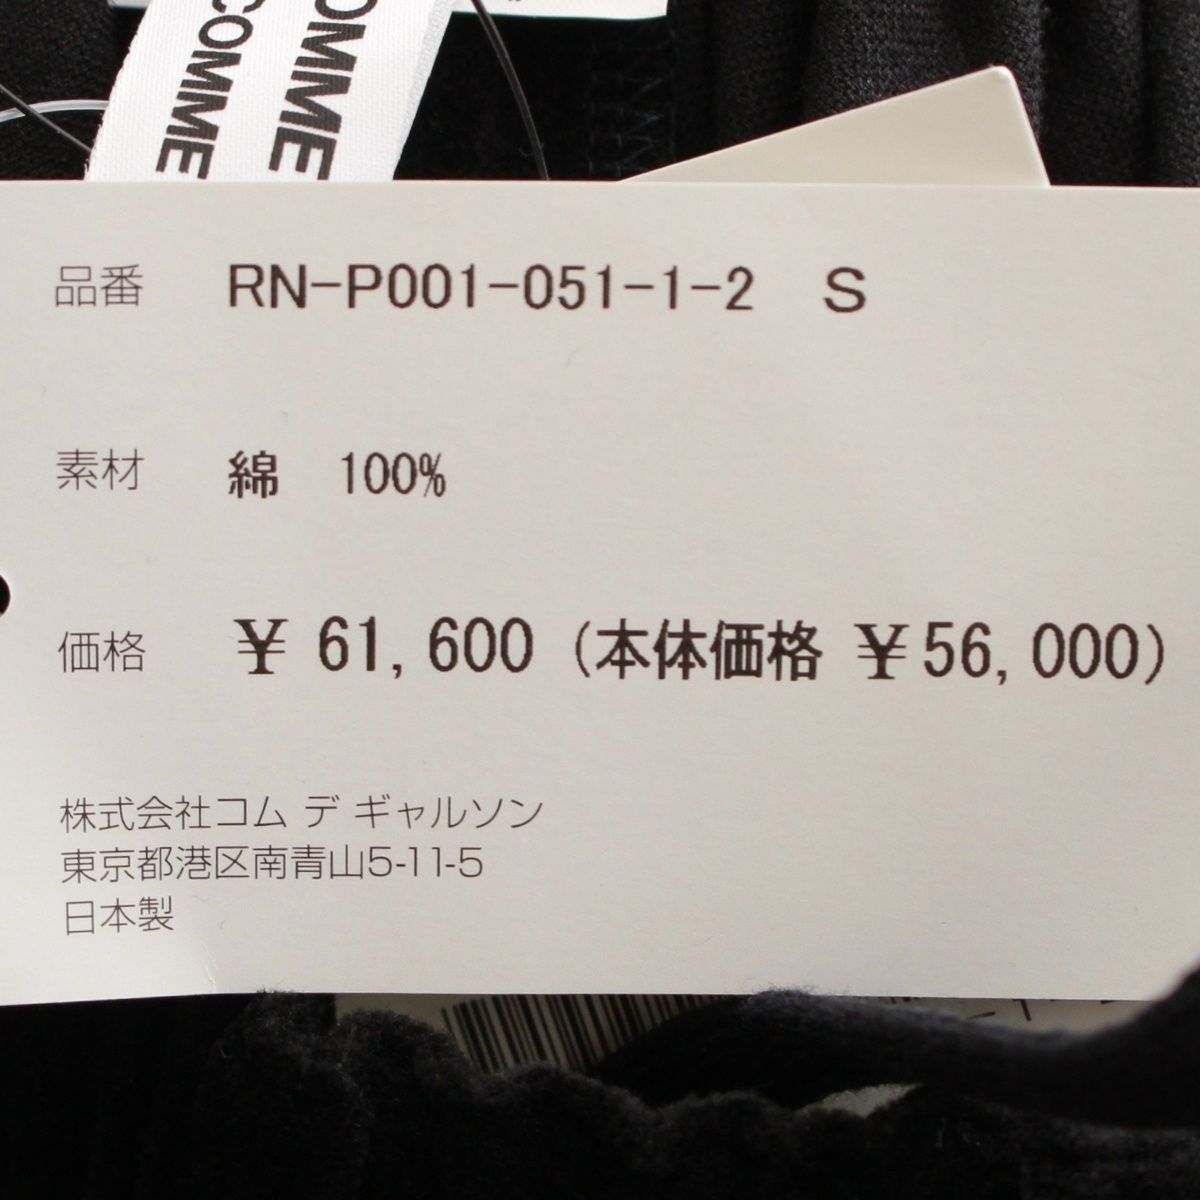 COMME
OMME
品番 RN-P001-051-1-2 S
素材 綿 100%
価格 ¥ 61,600 (本体価格 ¥56,000)
株式会社コム デ ギャルソン
東京都港区南青山5-11-5
日本製